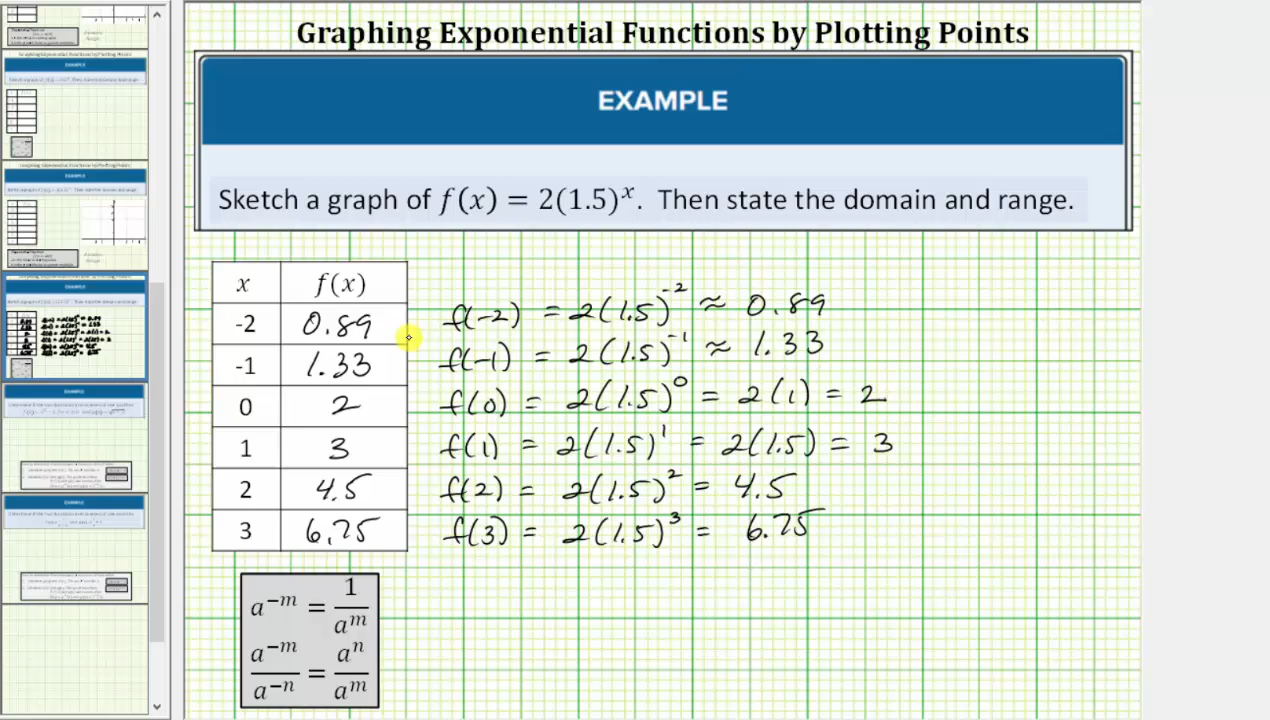 Graphing Exponential Functions by Plotting Points
EXAMPLE
Sketch a graph of f(x) = 2(1.5)^x. Then state the domain and range.
x f(x)
-2 0.89 f(-2) = 2(1.5)^-2 ≈ 0.89
-1 1.33 f(-1) = 2(1.5)^-1 ≈ 1.33
0 2 f(0) = 2(1.5)^0 = 2(1) = 2
1 3 f(1) = 2(1.5)^1 = 2(1.5) = 3
2 4.5 f(2) = 2(1.5)^2 = 4.5
3 6.75 f(3) = 2(1.5)^3 = 6.75
a^-m = 1/a^m
a^-m/a^-n = a^n/a^m